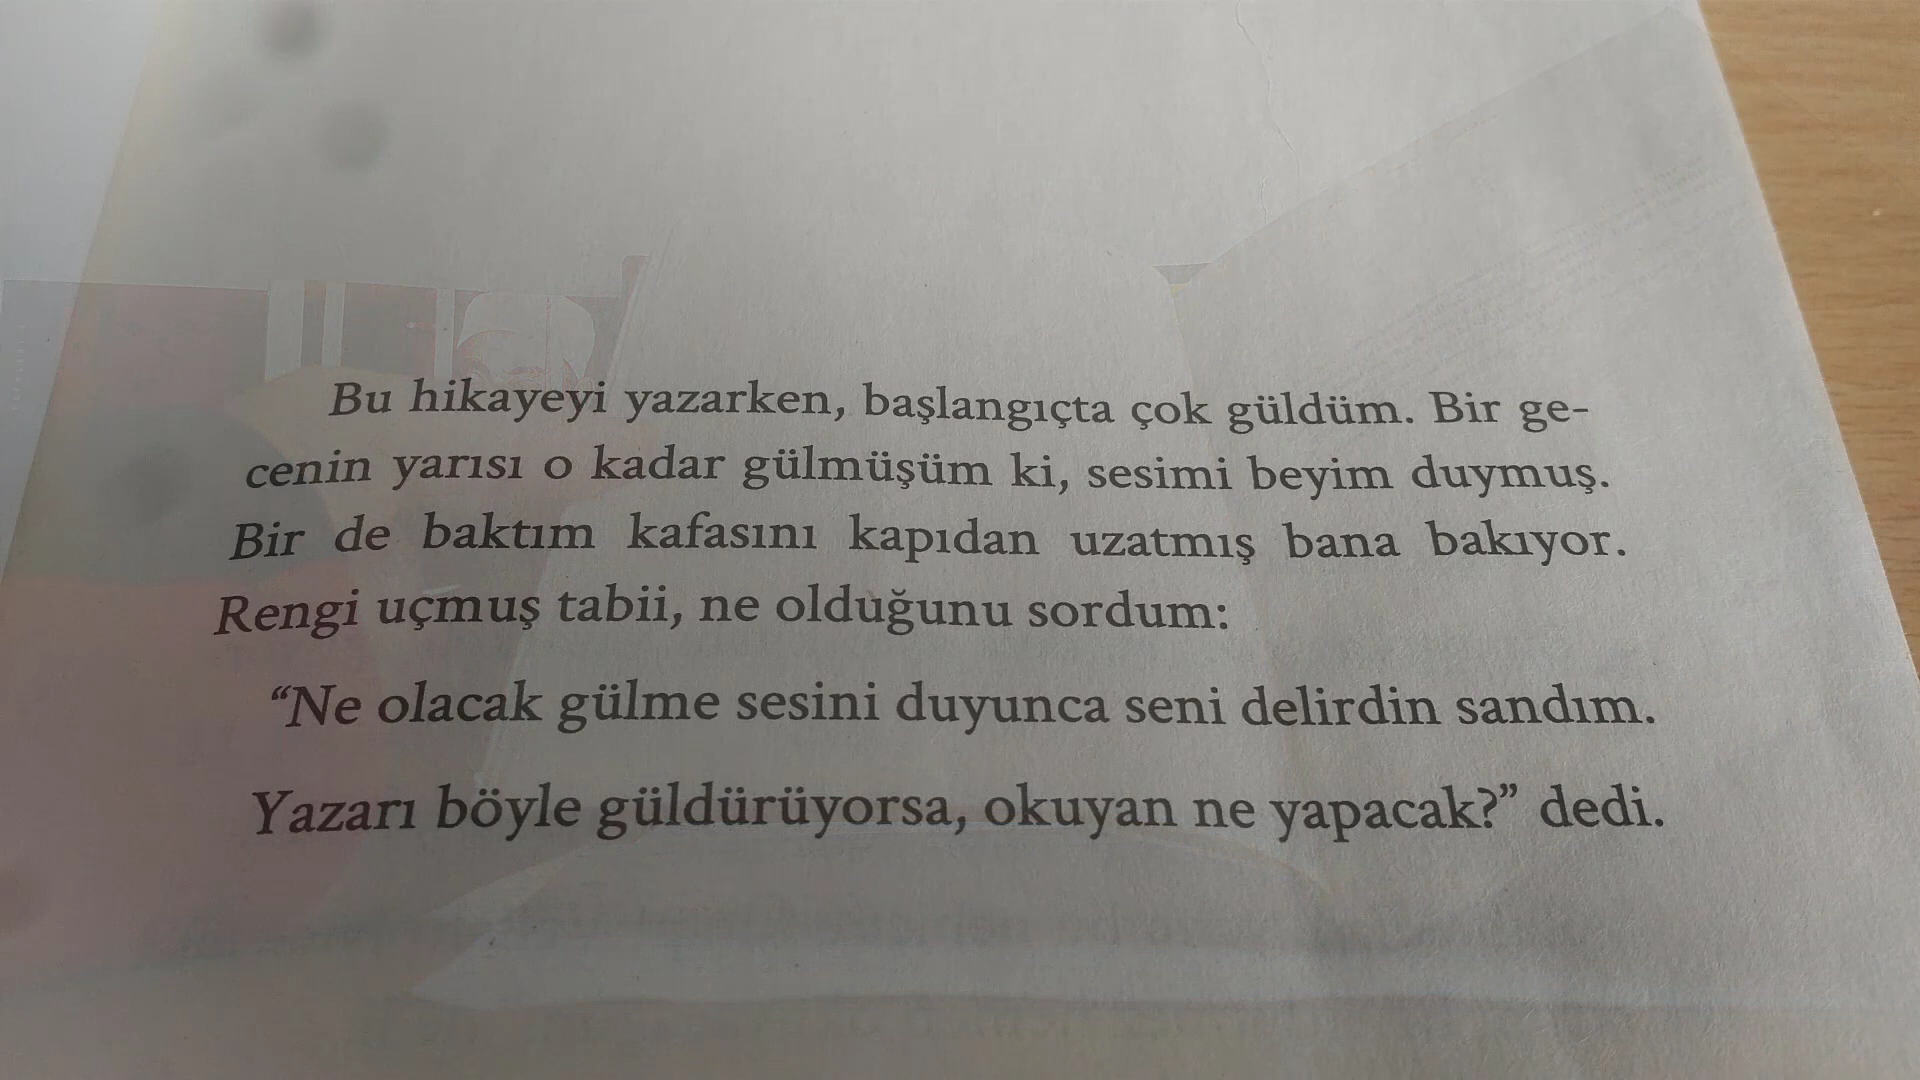 Bu hikayeyi yazarken, başlangıçta çok güldüm. Bir ge-
cenin yarısı o kadar gülmüşüm ki, sesimi beyim duymuş.
Bir de baktım kafasını kapıdan uzatmış bana bakıyor.
Rengi uçmuş tabii, ne olduğunu sordum:
“Ne olacak gülme sesini duyunca seni delirdin sandım.
Yazarı böyle güldürüyorsa, okuyan ne yapacak?” dedi.